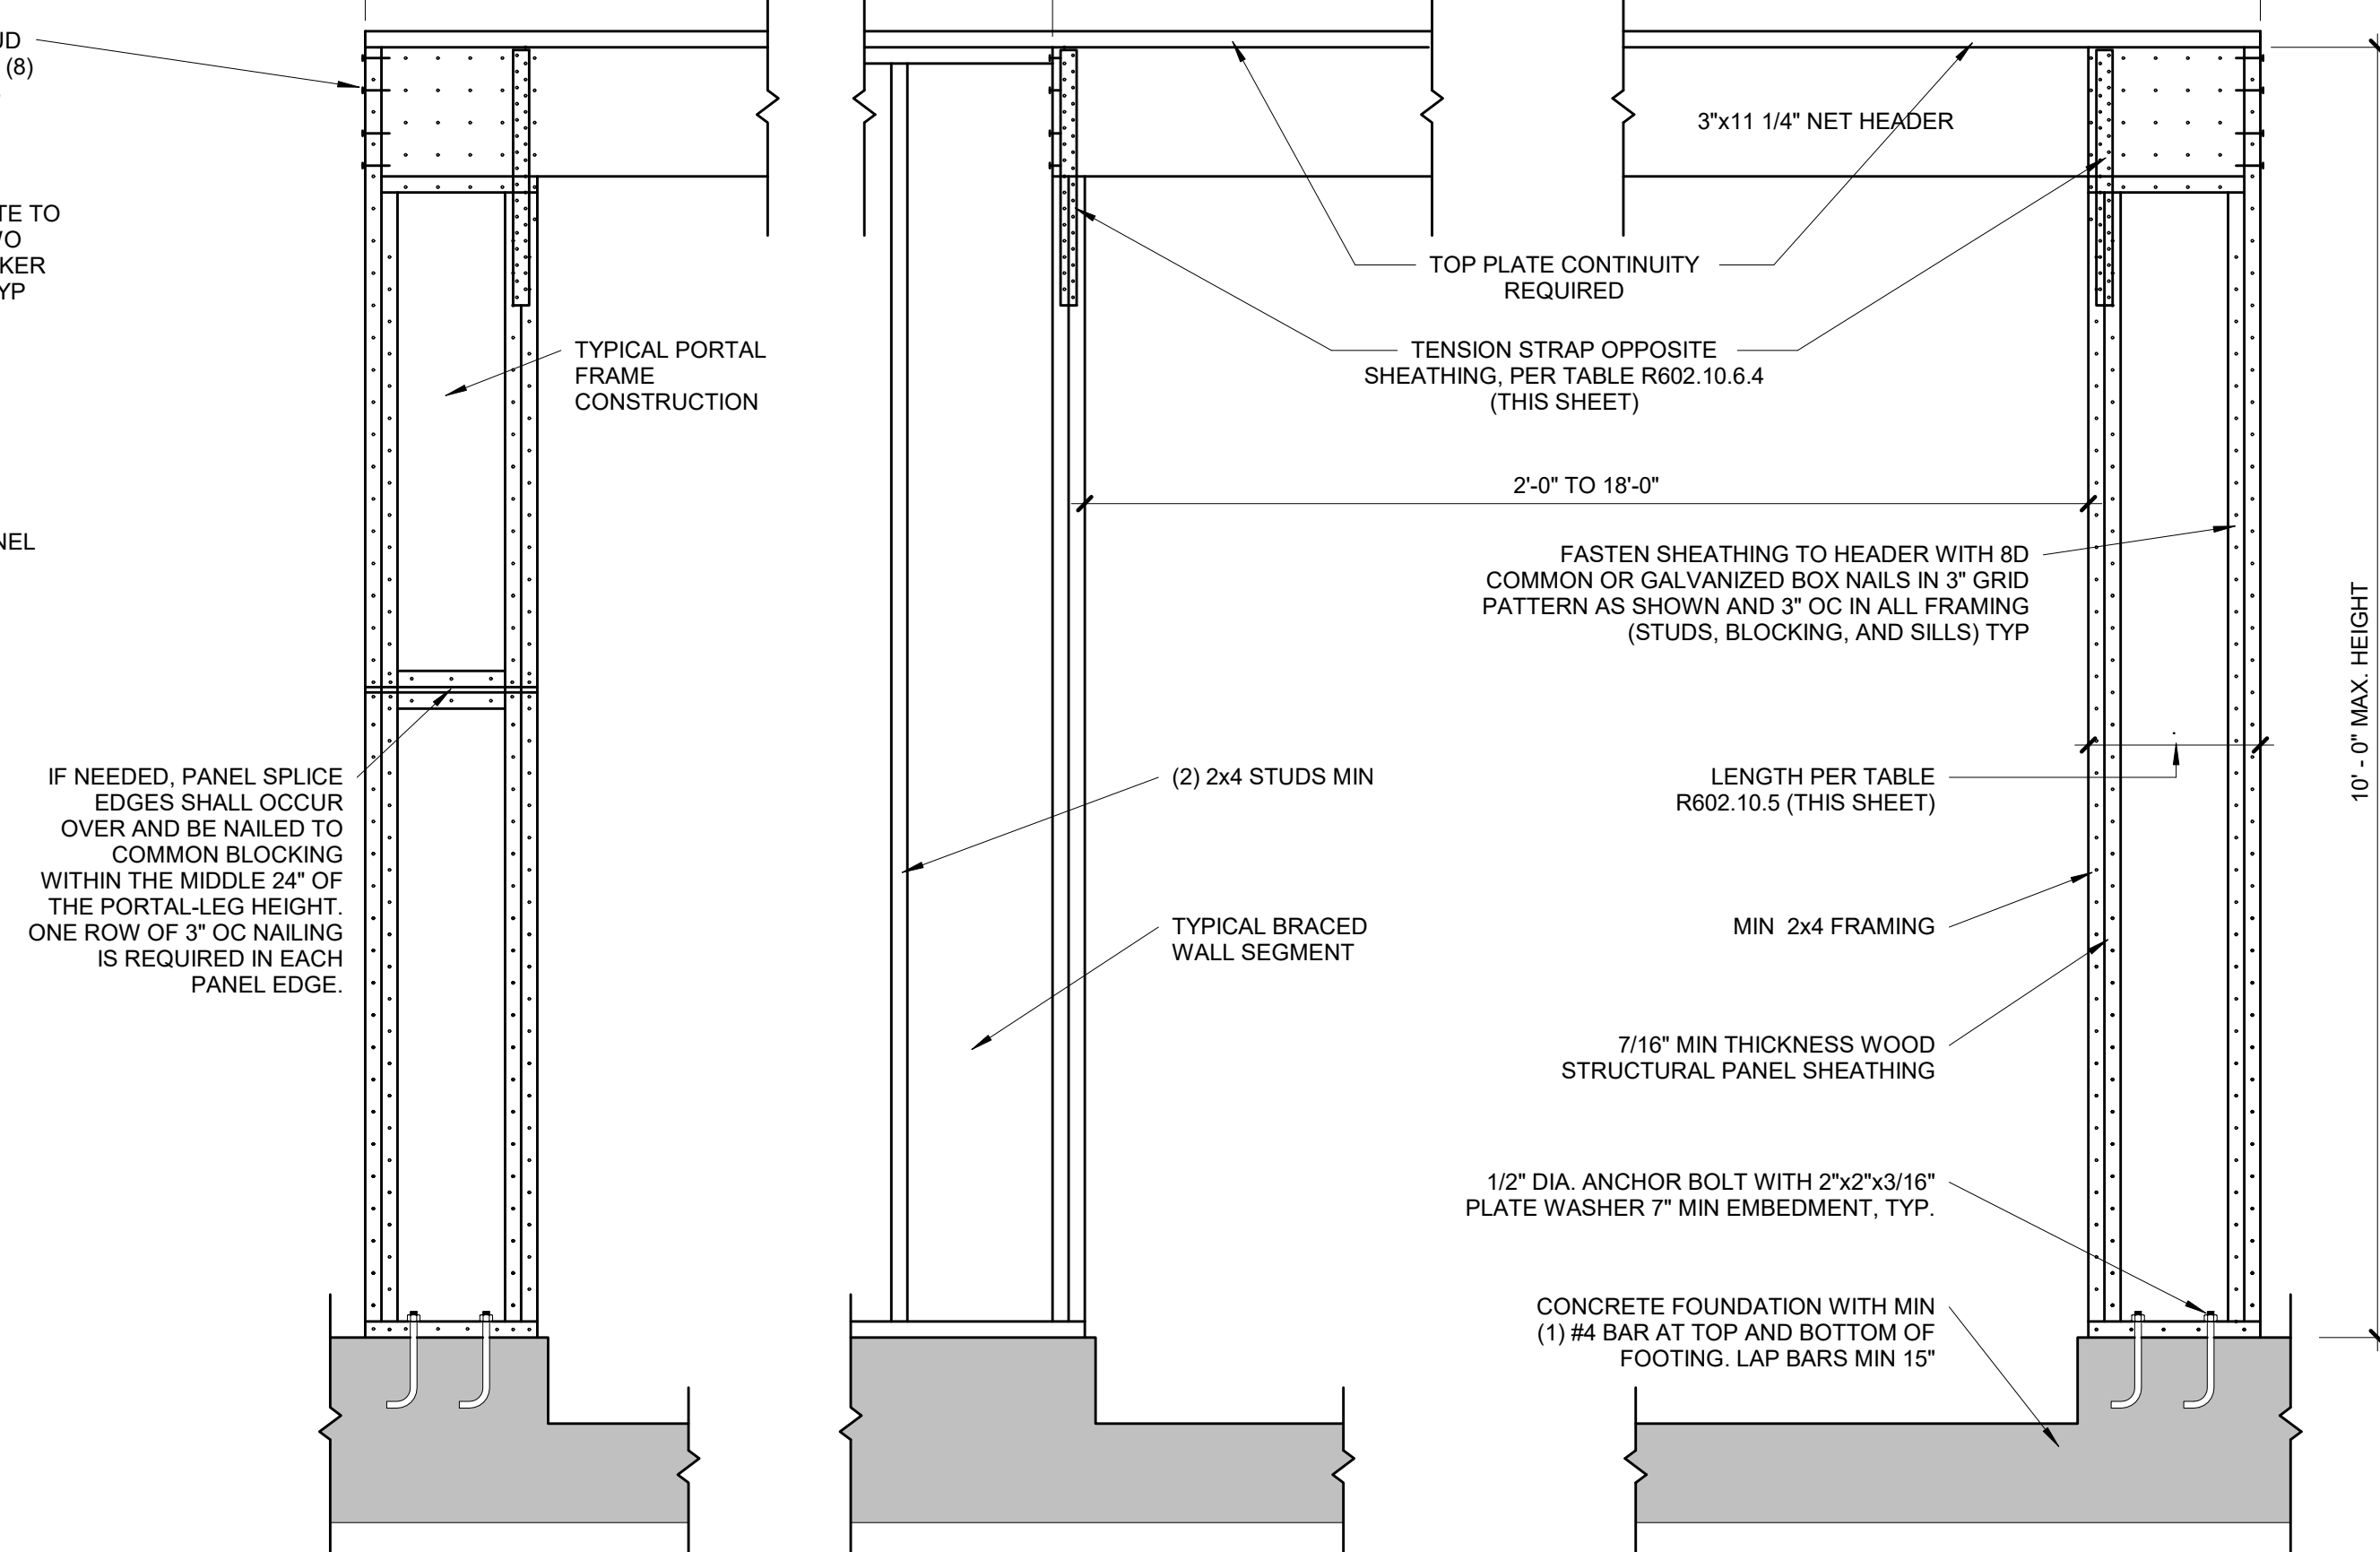 (8)
TYPICAL PORTAL
FRAME
CONSTRUCTION
IF NEEDED, PANEL SPLICE
EDGES SHALL OCCUR
OVER AND BE NAILED TO
COMMON BLOCKING
WITHIN THE MIDDLE 24" OF
THE PORTAL-LEG HEIGHT.
ONE ROW OF 3" OC NAILING
IS REQUIRED IN EACH
PANEL EDGE.
3"x11 1/4" NET HEADER
TOP PLATE CONTINUITY
REQUIRED
TENSION STRAP OPPOSITE
SHEATHING, PER TABLE R602.10.6.4
(THIS SHEET)
2'-0" TO 18'-0"
FASTEN SHEATHING TO HEADER WITH 8D
COMMON OR GALVANIZED BOX NAILS IN 3" GRID
PATTERN AS SHOWN AND 3" OC IN ALL FRAMING
(STUDS, BLOCKING, AND SILLS) TYP
(2) 2x4 STUDS MIN
TYPICAL BRACED
WALL SEGMENT
LENGTH PER TABLE
R602.10.5 (THIS SHEET)
MIN 2x4 FRAMING
7/16" MIN THICKNESS WOOD
STRUCTURAL PANEL SHEATHING
1/2" DIA. ANCHOR BOLT WITH 2"x2"x3/16"
PLATE WASHER 7" MIN EMBEDMENT, TYP.
CONCRETE FOUNDATION WITH MIN
(1) #4 BAR AT TOP AND BOTTOM OF
FOOTING. LAP BARS MIN 15"
10' - 0" MAX. HEIGHT